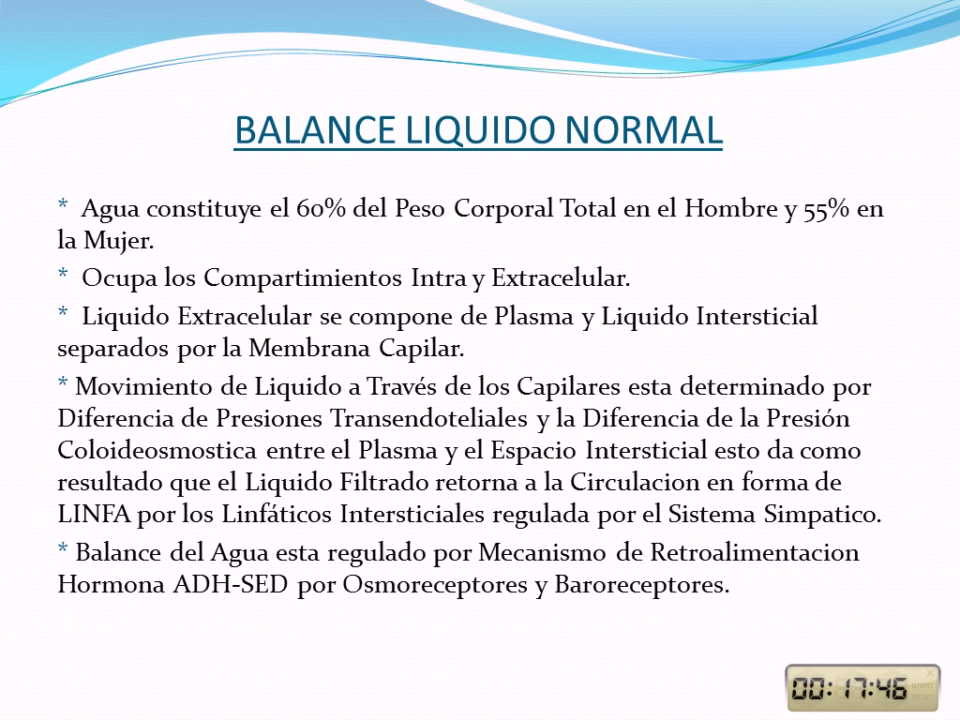 BALANCE LIQUIDO NORMAL
* Agua constituye el 60% del Peso Corporal Total en el Hombre y 55% en
la Mujer.
* Ocupa los Compartimientos Intra y Extracelular.
* Liquido Extracelular se compone de Plasma y Liquido Intersticial
separados por la Membrana Capilar.
* Movimiento de Liquido a Través de los Capilares esta determinado por
Diferencia de Presiones Transendoteliales y la Diferencia de la Presión
Coloideosmostica entre el Plasma y el Espacio Intersticial esto da como
resultado que el Liquido Filtrado retorna a la Circulacion en forma de
LINFA por los Linfáticos Intersticiales regulada por el Sistema Simpatico.
* Balance del Agua esta regulado por Mecanismo de Retroalimentacion
Hormona ADH-SED por Osmoreceptores y Baroreceptores.
00:17:46
START
RESET